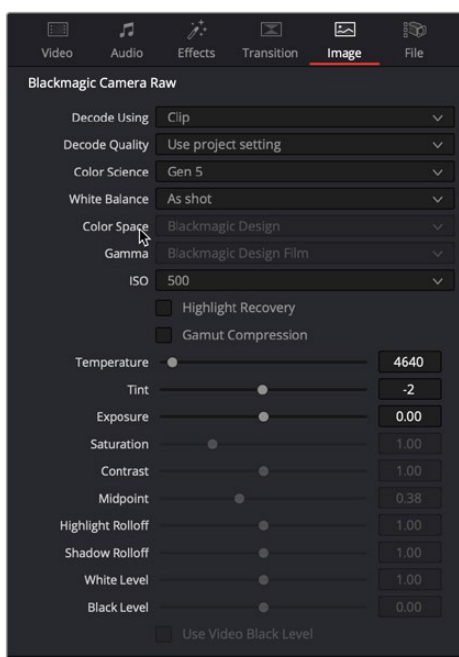 Video Audio Effects Transition Image File
Blackmagic Camera Raw
Decode Using Clip
Decode Quality Use project setting
Color Science Gen 5
White Balance As shot
Color Space Blackmagic Design
Gamma Blackmagic Design Film
ISO 500
Highlight Recovery
Gamut Compression
Temperature 4640
Tint -2
Exposure 0.00
Saturation 1.00
Contrast 1.00
Midpoint 0.38
Highlight Rolloff 1.00
Shadow Rolloff 1.00
White Level 1.00
Black Level 0.00
Use Video Black Level